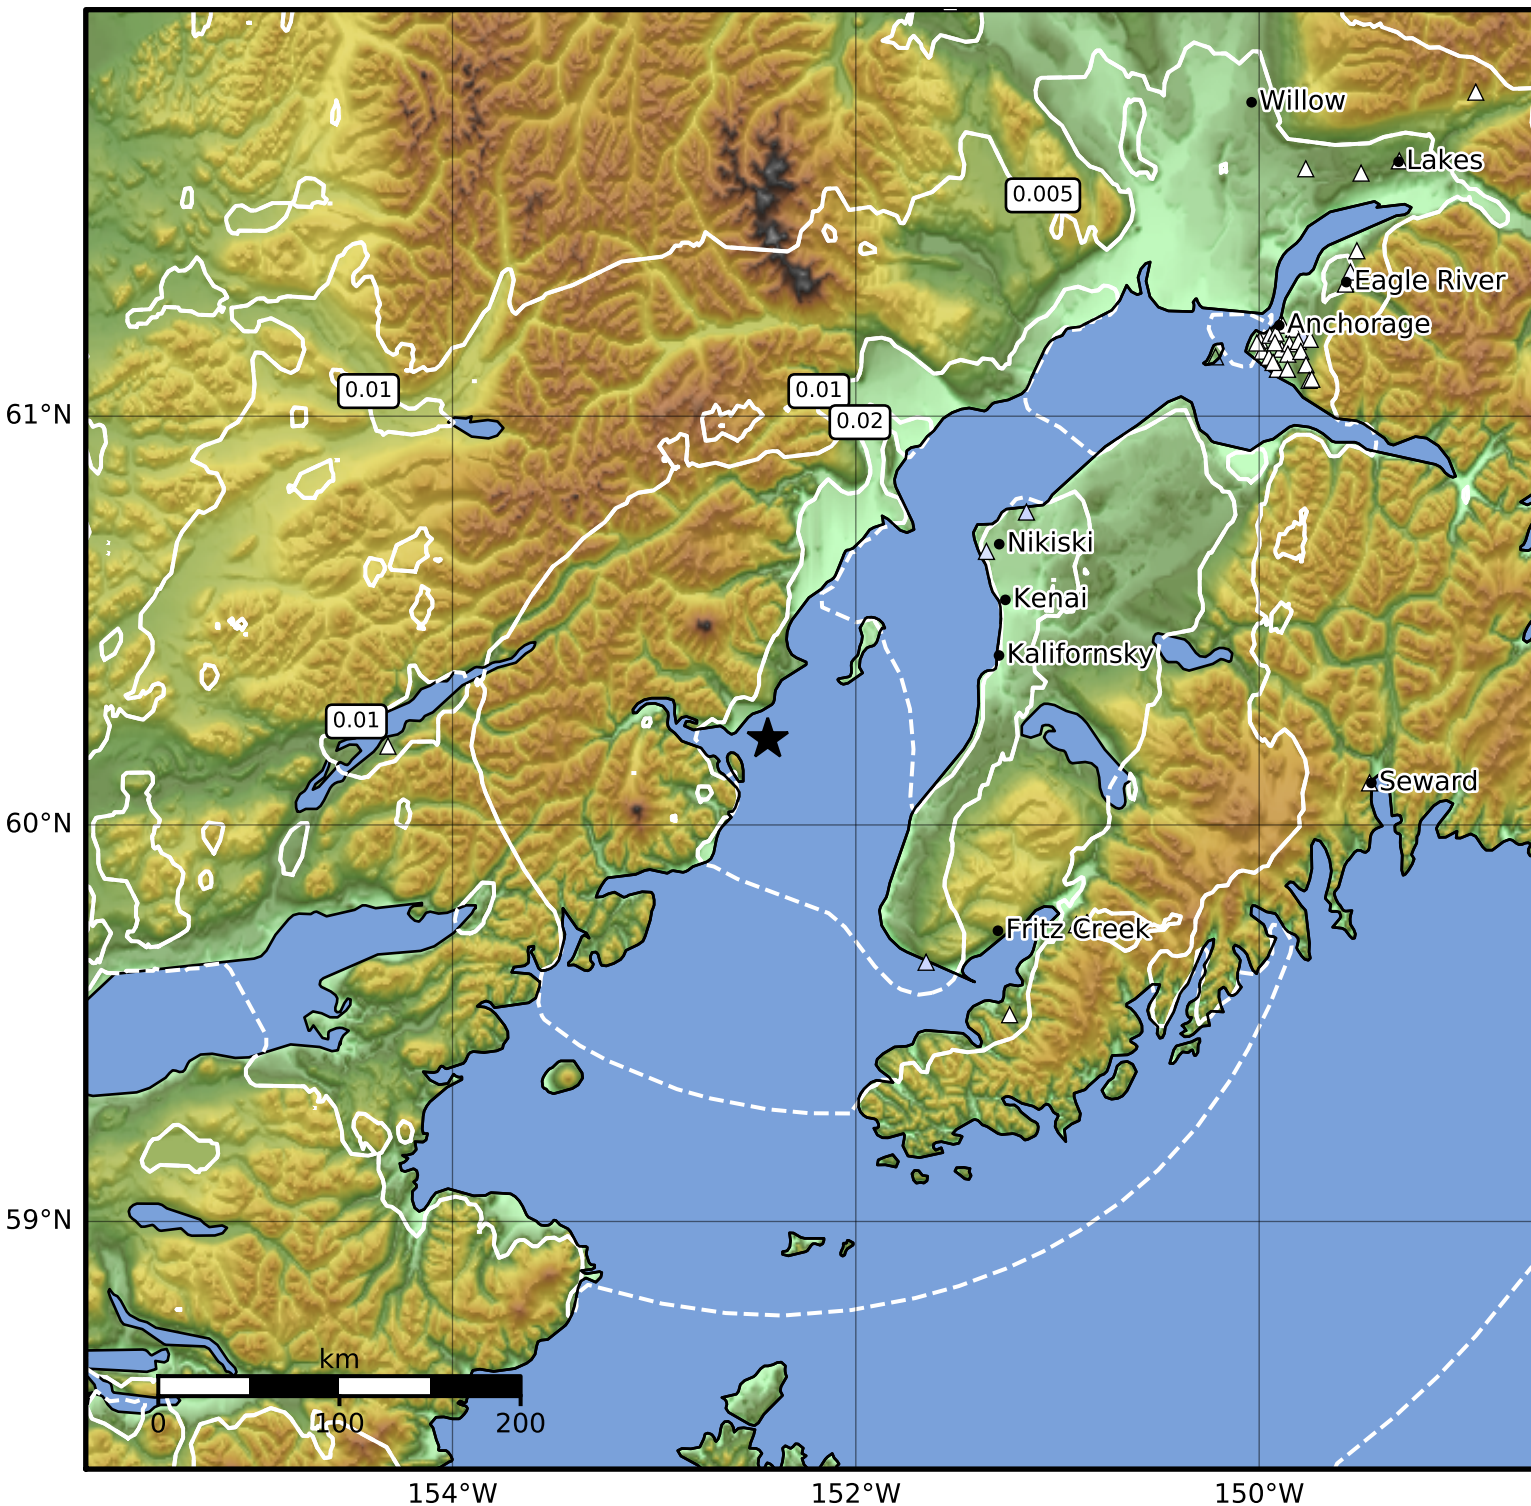 Willow
Lakes
0.005
Eagle River
Anchorage
0.01
0.01
0.02
61°N
Nikiski
Kenai
Kalifornsky
0.01
Seward
60°N
Fritz Creek
59°N
km
0
100
200
154°W
152°W
150°W